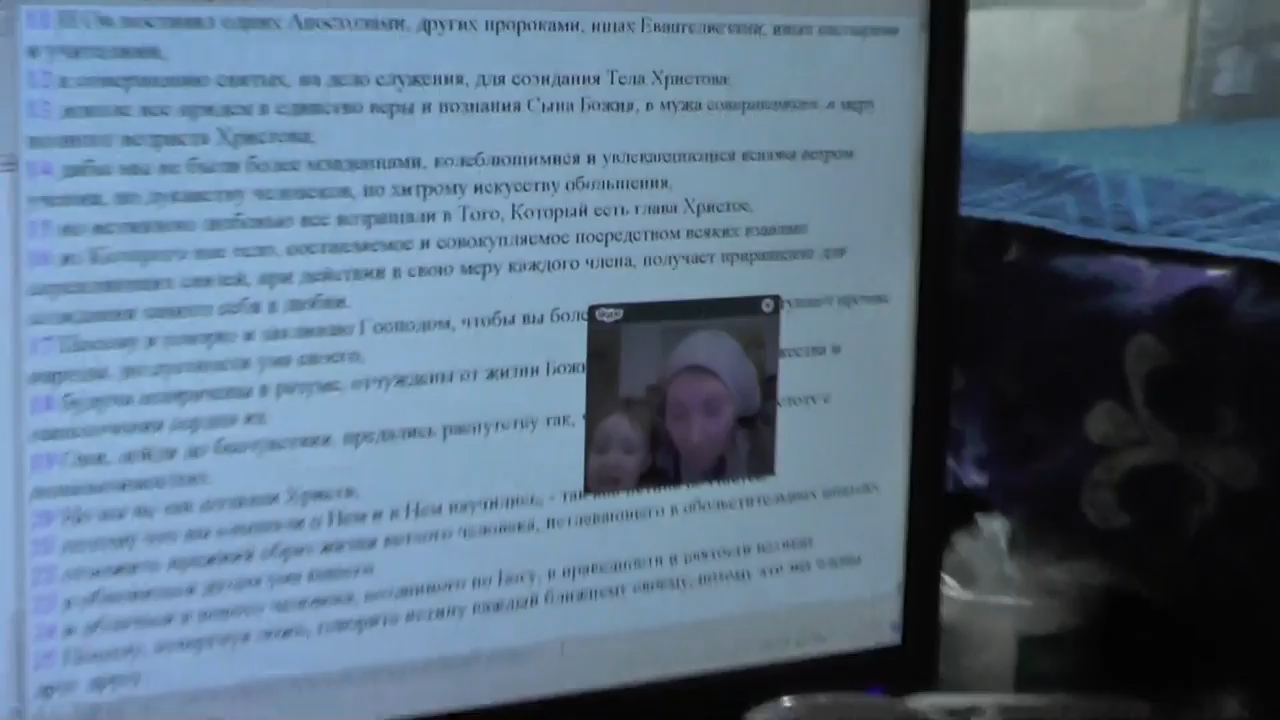 11 И Он поставил одних Апостолами, других пророками, иных Евангелистами, иных пастырями
и учителями,
12 к совершению святых, на дело служения, для созидания Тела Христова,
13 доколе все придем в единство веры и познания Сына Божия, в мужа совершенного, в меру
полного возраста Христова;
14 дабы мы не были более младенцами, колеблющимися и увлекающимися всяким ветром
учения, по лукавству человеков, по хитрому искусству обольщения,
15 но истинною любовью все возращали в Того, Который есть глава Христос,
16 из Которого все тело, составляемое и совокупляемое посредством всяких взаимно
скрепляющих связей, при действии в свою меру каждого члена, получает приращение для
созидания самого себя в любви.
17 Посему я говорю и заклинаю Господом, чтобы вы боле
народы, по суетности ума своего,
18 будучи помрачены в разуме, отчуждены от жизни Божи
ожесточения сердца их.
19 Они, дойдя до бесчувствия, предались распутству так,
20 Но вы не так познали Христа;
21 потому что вы слышали о Нем и в Нем научились, - так
22 отложить прежний образ жизни ветхого человека, истлевающего в обольстительных похотях,
23 а обновиться духом ума вашего
24 и облечься в нового человека, созданного по Богу, в праведности и святости истины.
25 Посему, отвергнув ложь, говорите истину каждый ближнему своему, потому что мы члены
друг другу.
skype